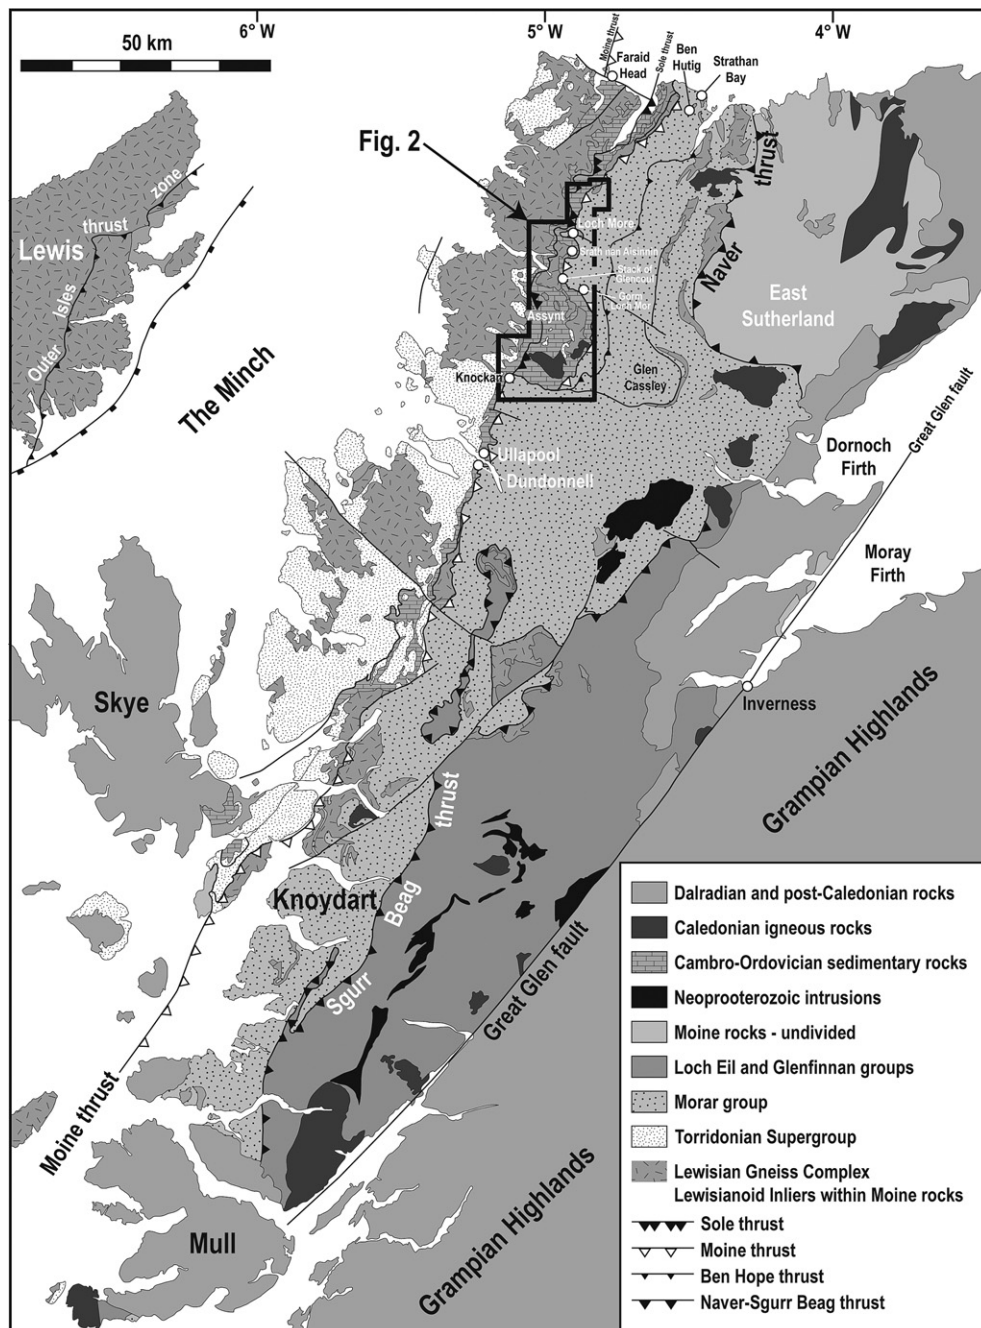 6°W
5°W
4°W
50 km
Moine thrust
Faraid
Head
Sole thrust
Ben
Hutig
Strathan
Bay
Fig. 2
zone
thrust
Lewis
Isles
Outer
The Minch
thrust
Naver
Loch More
Srath nan Aisinnin
Stack of
Glencoul
Gorm
Loch Mor
Assynt
East
Sutherland
Knockan
Glen
Cassley
Ullapool
Dundonnell
Dornoch
Firth
Great Glen fault
Moray
Firth
Skye
Inverness
Grampian Highlands
thrust
Knoydart
Beag
Sgurr
Great Glen fault
Moine thrust
Mull
Grampian Highlands
Dalradian and post-Caledonian rocks
Caledonian igneous rocks
Cambro-Ordovician sedimentary rocks
Neoprooterozoic intrusions
Moine rocks - undivided
Loch Eil and Glenfinnan groups
Morar group
Torridonian Supergroup
Lewisian Gneiss Complex
Lewisianoid Inliers within Moine rocks
Sole thrust
Moine thrust
Ben Hope thrust
Naver-Sgurr Beag thrust